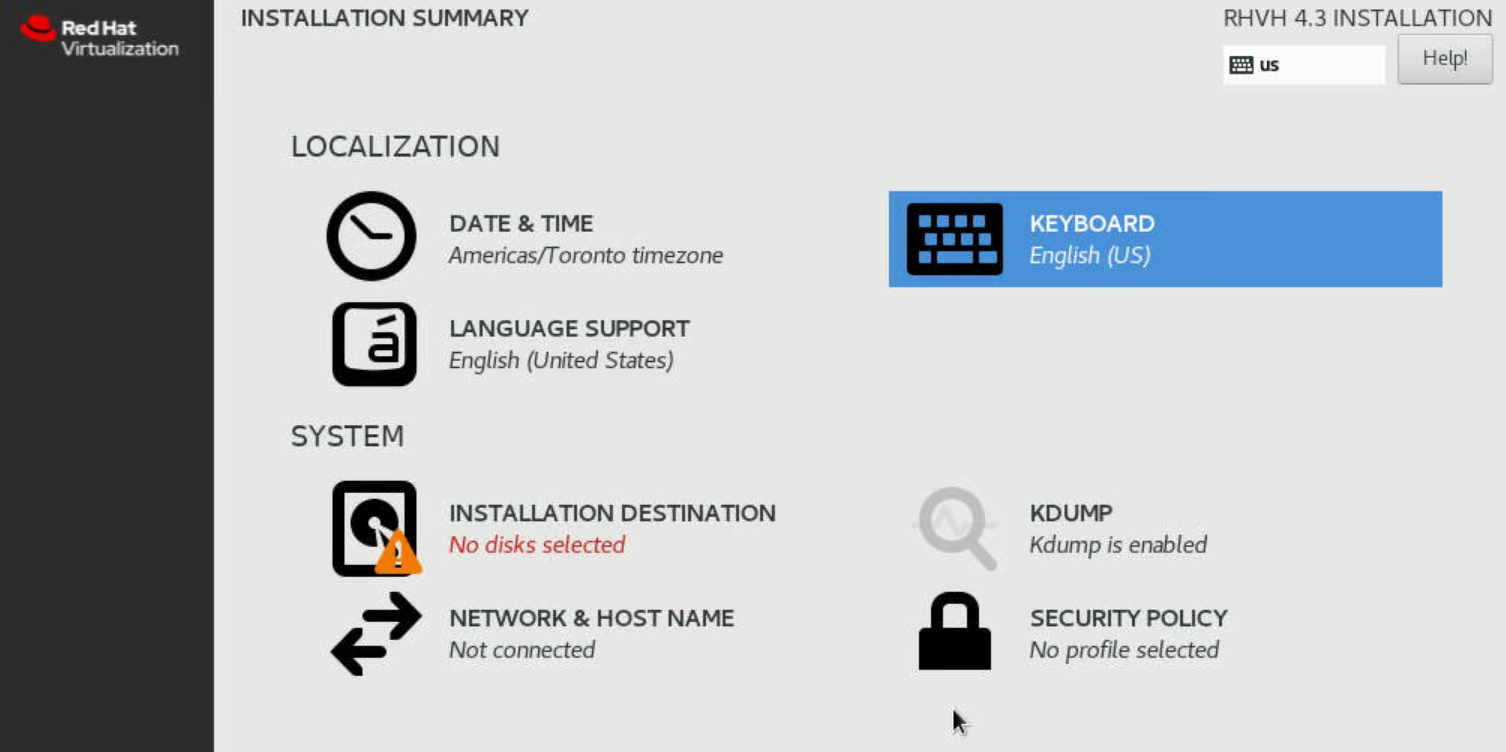 Red Hat
Virtualization
INSTALLATION SUMMARY
RHVH 4.3 INSTALLATION
us
Help!
LOCALIZATION
DATE & TIME
Americas/Toronto timezone
KEYBOARD
English (US)
á
LANGUAGE SUPPORT
English (United States)
SYSTEM
INSTALLATION DESTINATION
No disks selected
KDUMP
Kdump is enabled
NETWORK & HOST NAME
Not connected
SECURITY POLICY
No profile selected